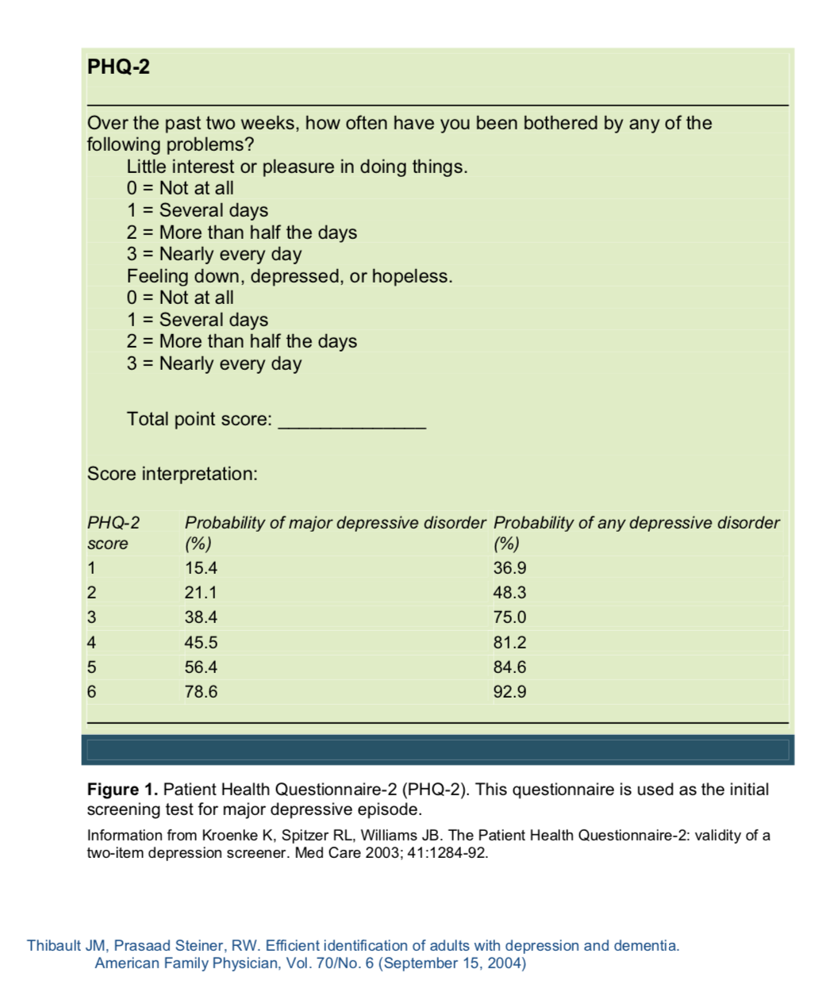 PHQ-2
Over the past two weeks, how often have you been bothered by any of the
following problems?
Little interest or pleasure in doing things.
0 = Not at all
1 = Several days
2 = More than half the days
3 = Nearly every day
Feeling down, depressed, or hopeless.
0 = Not at all
1 = Several days
2 = More than half the days
3 = Nearly every day
Total point score: ______________
Score interpretation:
PHQ-2 Probability of major depressive disorder Probability of any depressive disorder
score (%) (%)
1 15.4 36.9
2 21.1 48.3
3 38.4 75.0
4 45.5 81.2
5 56.4 84.6
6 78.6 92.9
Figure 1. Patient Health Questionnaire-2 (PHQ-2). This questionnaire is used as the initial
screening test for major depressive episode.
Information from Kroenke K, Spitzer RL, Williams JB. The Patient Health Questionnaire-2: validity of a
two-item depression screener. Med Care 2003; 41:1284-92.
Thibault JM, Prasaad Steiner, RW. Efficient identification of adults with depression and dementia.
American Family Physician, Vol. 70/No. 6 (September 15, 2004)